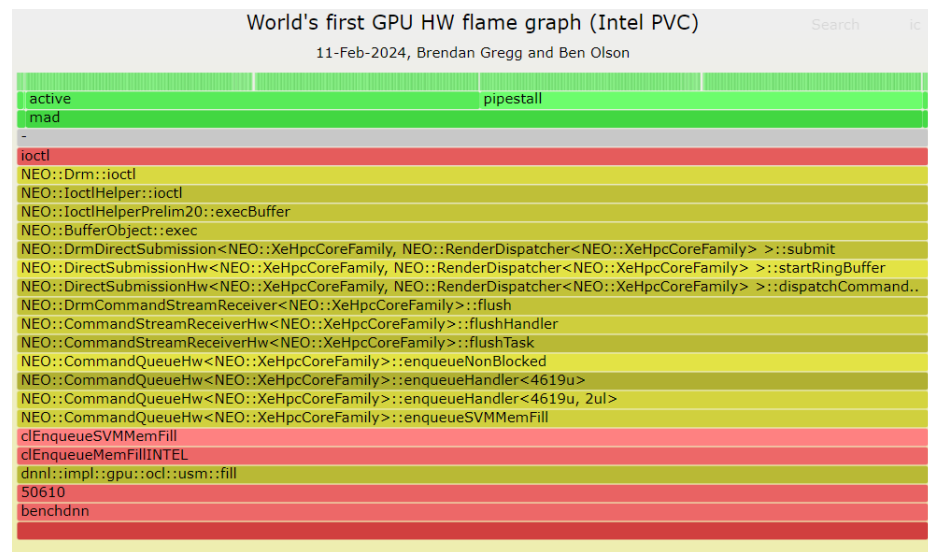 World's first GPU HW flame graph (Intel PVC)
Search ic
11-Feb-2024, Brendan Gregg and Ben Olson
active pipestall
mad
-
ioctl
NEO::Drm::ioctl
NEO::IoctlHelper::ioctl
NEO::IoctlHelperPrelim20::execBuffer
NEO::BufferObject::exec
NEO::DrmDirectSubmission<NEO::XeHpcCoreFamily, NEO::RenderDispatcher<NEO::XeHpcCoreFamily> >::submit
NEO::DirectSubmissionHw<NEO::XeHpcCoreFamily, NEO::RenderDispatcher<NEO::XeHpcCoreFamily> >::startRingBuffer
NEO::DirectSubmissionHw<NEO::XeHpcCoreFamily, NEO::RenderDispatcher<NEO::XeHpcCoreFamily> >::dispatchCommand..
NEO::DrmCommandStreamReceiver<NEO::XeHpcCoreFamily>::flush
NEO::CommandStreamReceiverHw<NEO::XeHpcCoreFamily>::flushHandler
NEO::CommandStreamReceiverHw<NEO::XeHpcCoreFamily>::flushTask
NEO::CommandQueueHw<NEO::XeHpcCoreFamily>::enqueueNonBlocked
NEO::CommandQueueHw<NEO::XeHpcCoreFamily>::enqueueHandler<4619u>
NEO::CommandQueueHw<NEO::XeHpcCoreFamily>::enqueueHandler<4619u, 2ul>
NEO::CommandQueueHw<NEO::XeHpcCoreFamily>::enqueueSVMMemFill
clEnqueueSVMMemFill
clEnqueueMemFillINTEL
dnnl::impl::gpu::ocl::usm::fill
50610
benchdnn